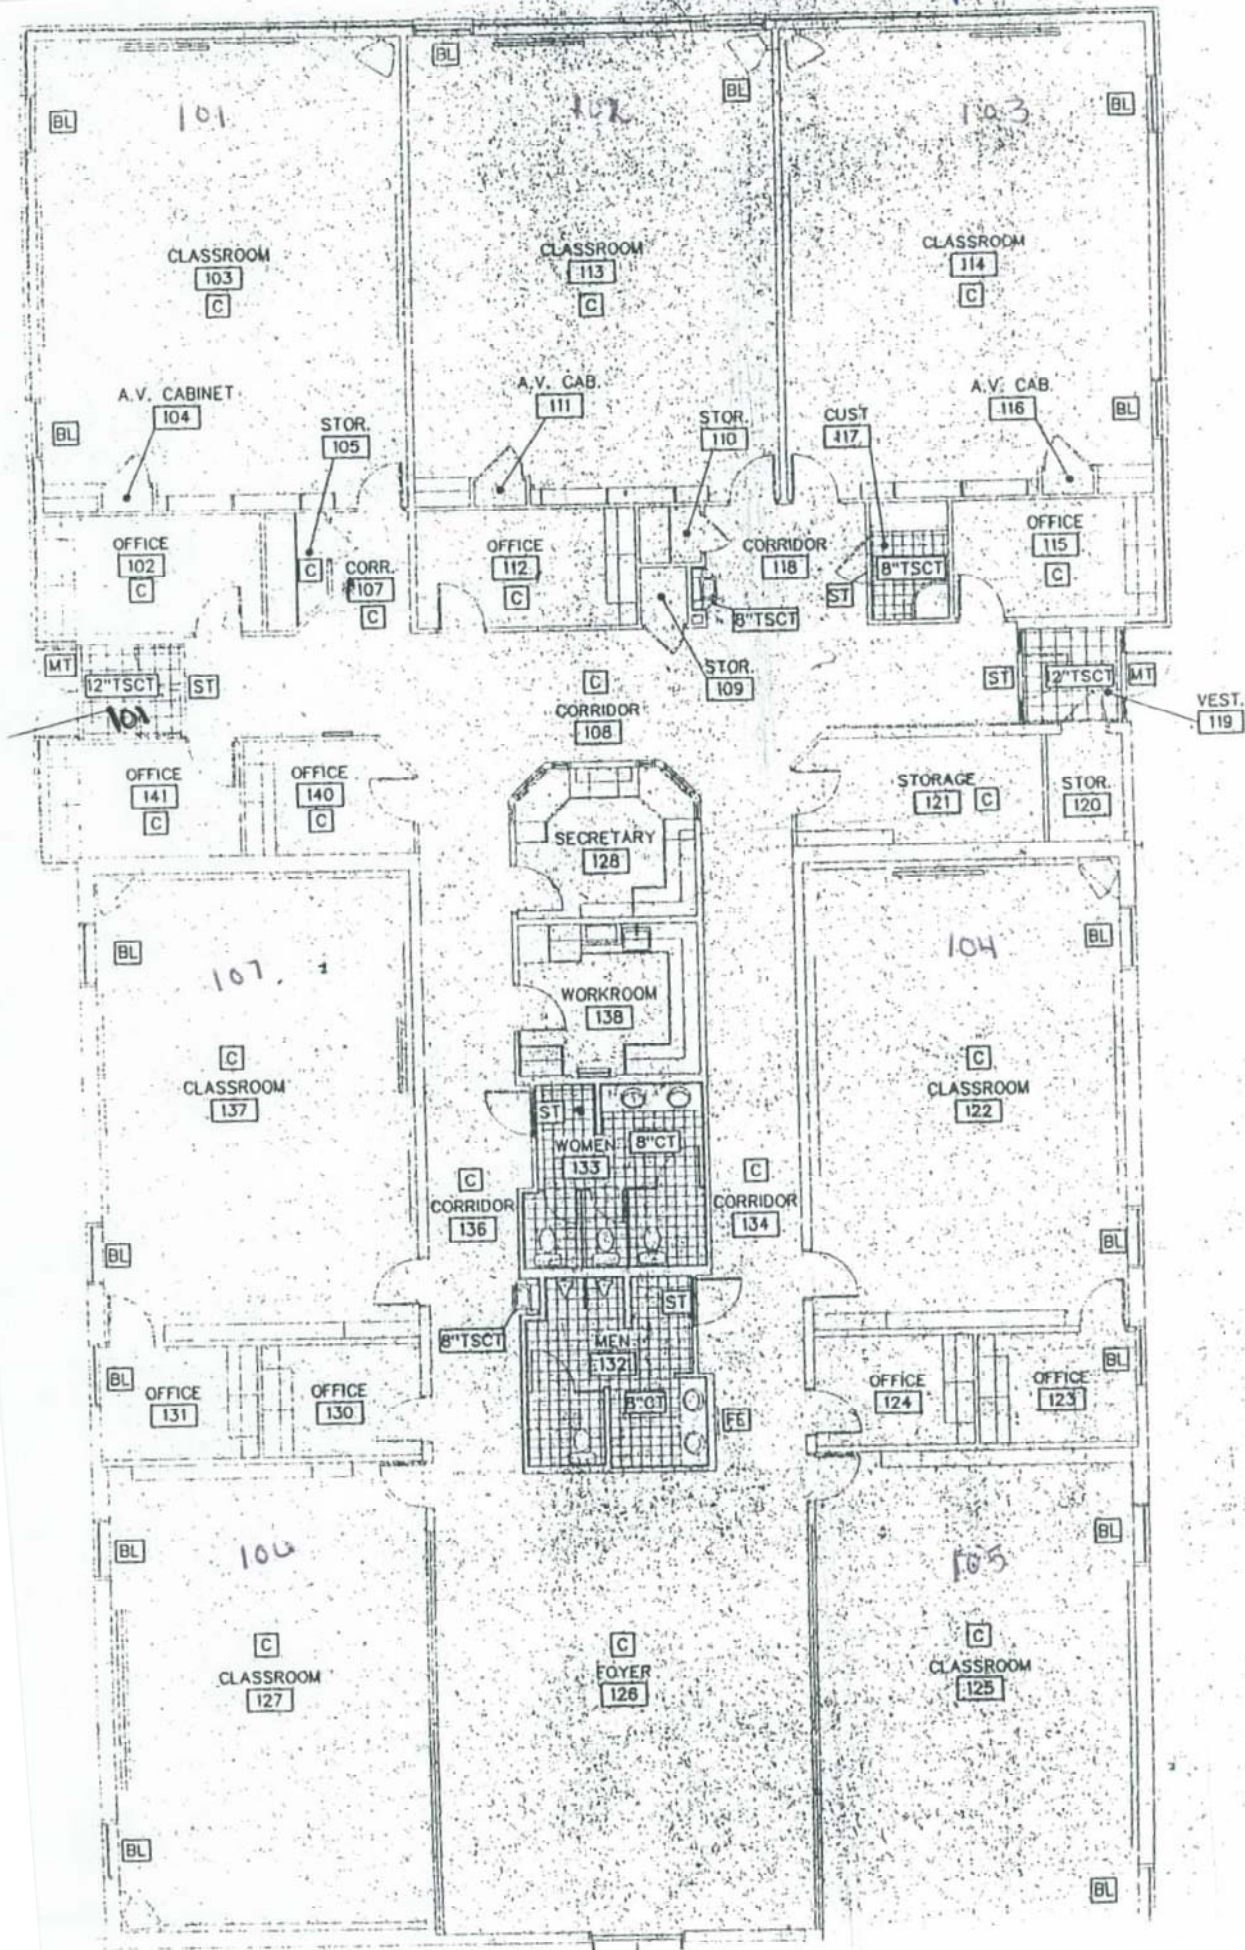 BL
BL
BL
BL
101
102
103
CLASSROOM
103
C
CLASSROOM
113
C
CLASSROOM
114
C
A.V. CABINET
104
BL
STOR.
105
A.V. CAB.
111
STOR.
110
CUST
117
A.V. CAB.
116
BL
OFFICE
102
C
C
CORR.
107
C
OFFICE
112
C
CORRIDOR
118
8"TSCT
ST
8"TSCT
OFFICE
115
C
MT
12"TSCT
101
ST
C
CORRIDOR
108
STOR.
109
ST
12"TSCT
MT
VEST.
119
OFFICE
141
C
OFFICE
140
C
SECRETARY
128
STORAGE
121
C
STOR.
120
BL
107.
WORKROOM
138
104
BL
C
CLASSROOM
137
C
CLASSROOM
122
ST
WOMEN
133
8"CT
C
CORRIDOR
136
C
CORRIDOR
134
BL
BL
8"TSCT
MEN
132
ST
8"CT
FE
BL
OFFICE
131
OFFICE
130
OFFICE
124
OFFICE
123
BL
BL
106
105
BL
C
CLASSROOM
127
C
FOYER
126
C
CLASSROOM
125
BL
BL